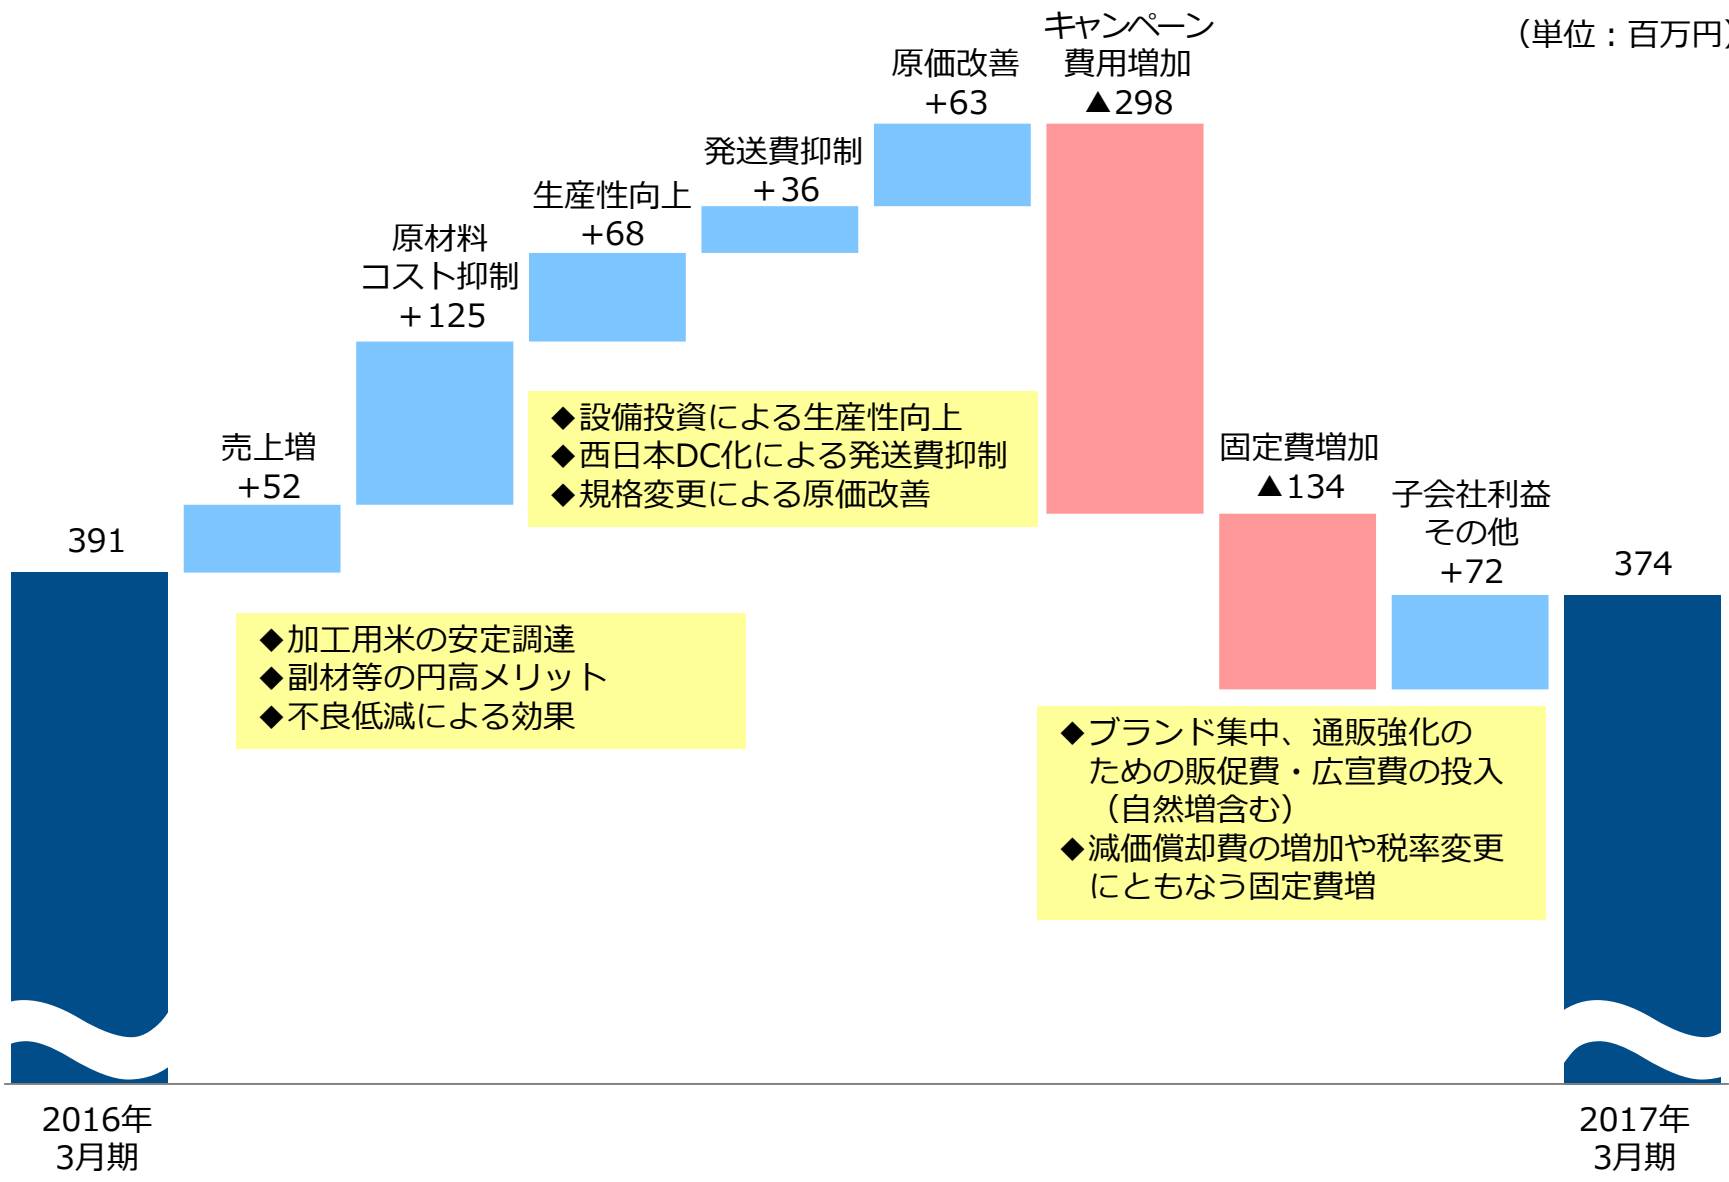 （単位：百万円）
391
売上増
+52
原材料
コスト抑制
＋125
生産性向上
+68
発送費抑制
＋36
原価改善
+63
キャンペーン
費用増加
▲298
固定費増加
▲134
子会社利益
その他
+72
374
◆設備投資による生産性向上
◆西日本DC化による発送費抑制
◆規格変更による原価改善
◆加工用米の安定調達
◆副材等の円高メリット
◆不良低減による効果
◆ブランド集中、通販強化の
ための販促費・広宣費の投入
（自然増含む）
◆減価償却費の増加や税率変更
にともなう固定費増
2016年
3月期
2017年
3月期